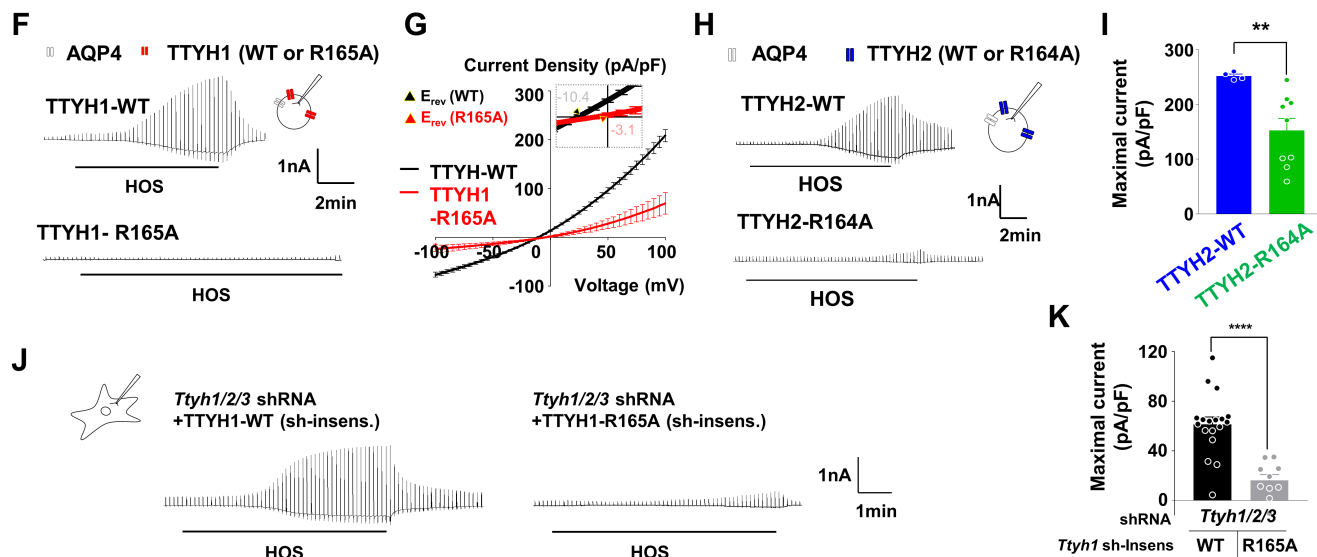 F
AQP4
TTYH1 (WT or R165A)
TTYH1-WT
HOS
1nA
2min
TTYH1- R165A
HOS
G
Current Density (pA/pF)
Erev (WT)
Erev (R165A)
-10.4
-3.1
300
200
100
-100
TTYH-WT
TTYH1
-R165A
-100
-50
50
100
Voltage (mV)
H
AQP4
TTYH2 (WT or R164A)
TTYH2-WT
HOS
1nA
2min
TTYH2-R164A
HOS
I
**
Maximal current
(pA/pF)
300
200
100
0
TTYH2-WT
TTYH2-R164A
J
Ttyh1/2/3 shRNA
+TTYH1-WT (sh-insens.)
HOS
Ttyh1/2/3 shRNA
+TTYH1-R165A (sh-insens.)
HOS
1nA
1min
K
****
Maximal current
(pA/pF)
120
80
40
0
shRNA
Ttyh1/2/3
Ttyh1 sh-Insens
WT
R165A